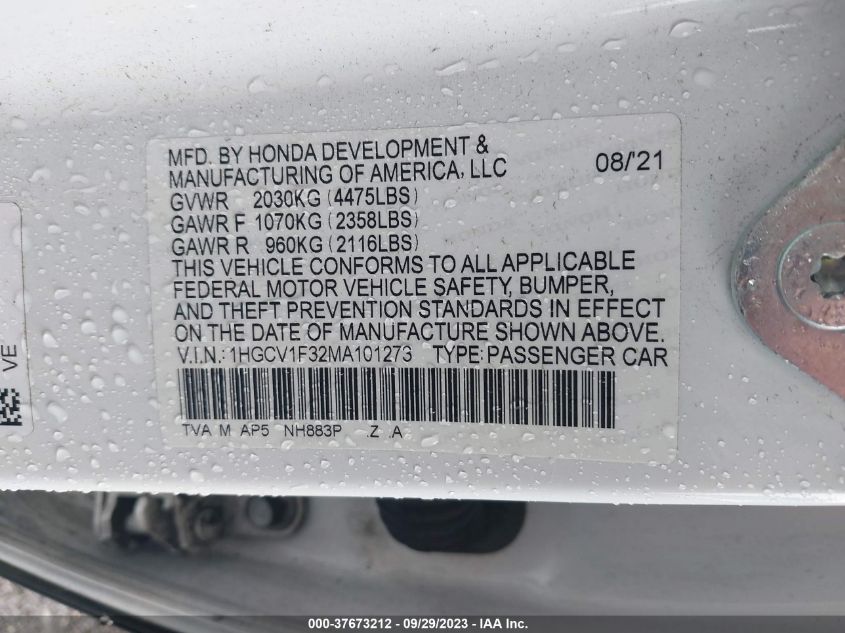 MFD. BY HONDA DEVELOPMENT &
MANUFACTURING OF AMERICA, LLC 08/'21
GVWR 2030KG(4475LBS)
GAWR F 1070KG(2358LBS)
GAWR R 960KG(2116LBS)
THIS VEHICLE CONFORMS TO ALL APPLICABLE
FEDERAL MOTOR VEHICLE SAFETY, BUMPER,
AND THEFT PREVENTION STANDARDS IN EFFECT
ON THE DATE OF MANUFACTURE SHOWN ABOVE.
V.I.N.:1HGCV1F32MA101273 TYPE:PASSENGER CAR
TVA M AP5 NH883P .Z .A
VE
000-37673212 - 09/29/2023 - IAA Inc.